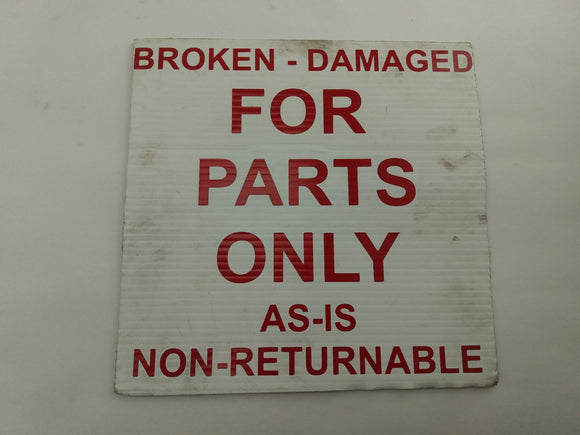 BROKEN - DAMAGED
FOR
PARTS
ONLY
AS-IS
NON-RETURNABLE